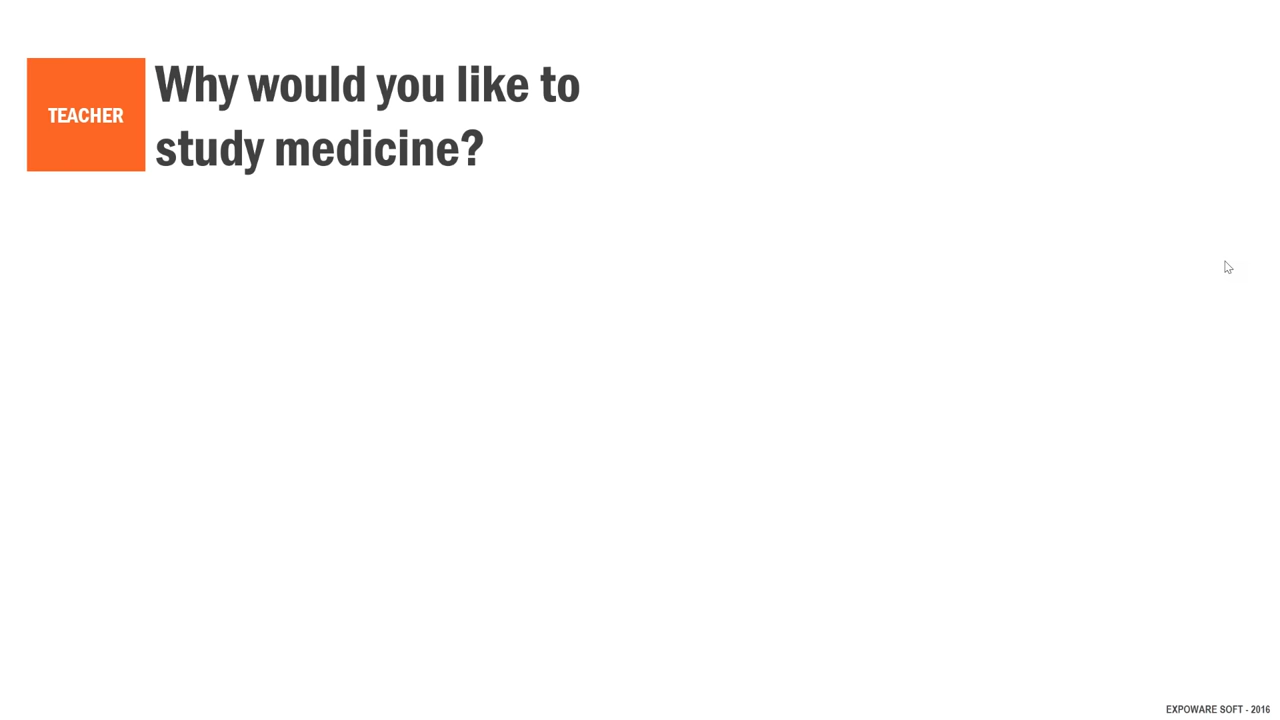 TEACHER
Why would you like to
study medicine?
EXPOWARE SOFT - 2016